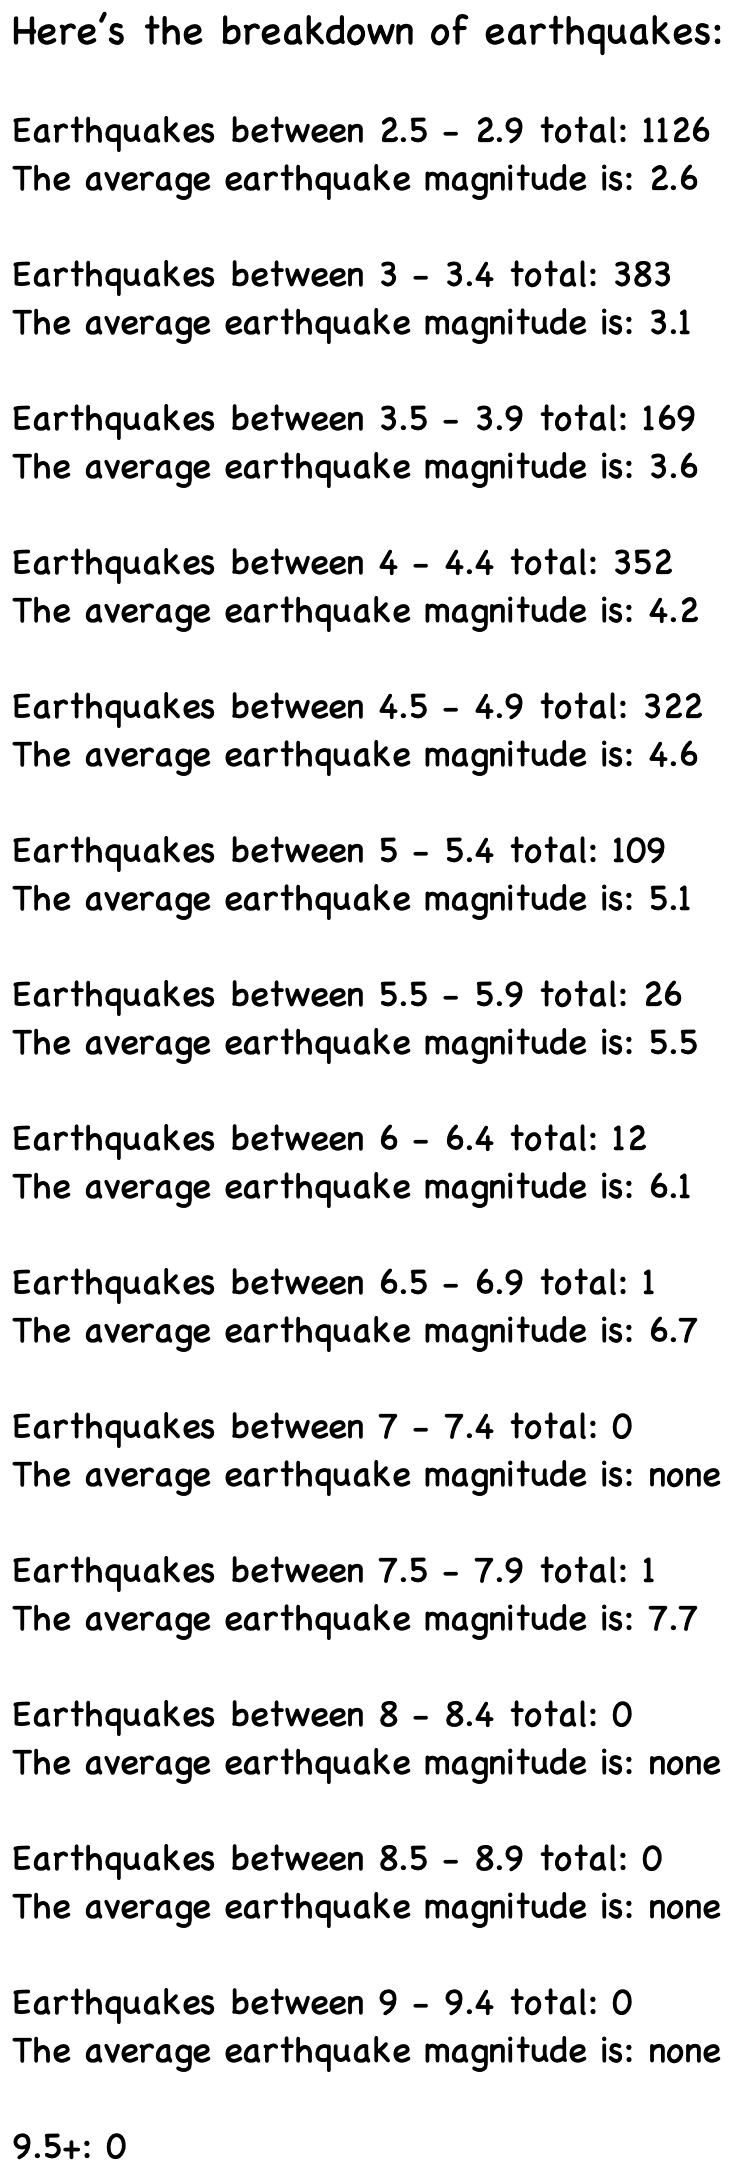 Here's the breakdown of earthquakes:
Earthquakes between 2.5 - 2.9 total: 1126
The average earthquake magnitude is: 2.6
Earthquakes between 3 - 3.4 total: 383
The average earthquake magnitude is: 3.1
Earthquakes between 3.5 - 3.9 total: 169
The average earthquake magnitude is: 3.6
Earthquakes between 4 - 4.4 total: 352
The average earthquake magnitude is: 4.2
Earthquakes between 4.5 - 4.9 total: 322
The average earthquake magnitude is: 4.6
Earthquakes between 5 - 5.4 total: 109
The average earthquake magnitude is: 5.1
Earthquakes between 5.5 - 5.9 total: 26
The average earthquake magnitude is: 5.5
Earthquakes between 6 - 6.4 total: 12
The average earthquake magnitude is: 6.1
Earthquakes between 6.5 - 6.9 total: 1
The average earthquake magnitude is: 6.7
Earthquakes between 7 - 7.4 total: 0
The average earthquake magnitude is: none
Earthquakes between 7.5 - 7.9 total: 1
The average earthquake magnitude is: 7.7
Earthquakes between 8 - 8.4 total: 0
The average earthquake magnitude is: none
Earthquakes between 8.5 - 8.9 total: 0
The average earthquake magnitude is: none
Earthquakes between 9 - 9.4 total: 0
The average earthquake magnitude is: none
9.5+: 0